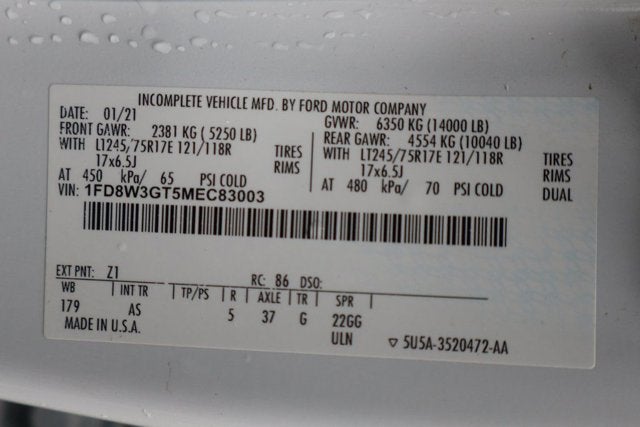 INCOMPLETE VEHICLE MFD. BY FORD MOTOR COMPANY
DATE: 01/21 GVWR: 6350 KG (14000 LB)
FRONT GAWR: 2381 KG ( 5250 LB) REAR GAWR: 4554 KG (10040 LB)
WITH LT245/75R17E 121/118R TIRES WITH LT245/75R17E 121/118R TIRES
17x6.5J RIMS 17x6.5J RIMS
AT 450 kPa/ 65 PSI COLD AT 480 kPa/ 70 PSI COLD DUAL
VIN: 1FD8W3GT5MEC83003
EXT PNT: Z1 RC: 86 DSO:
WB INT TR TP/PS R AXLE TR SPR
179 AS 5 37 G 22GG
MADE IN U.S.A. ULN ▽ 5U5A-3520472-AA